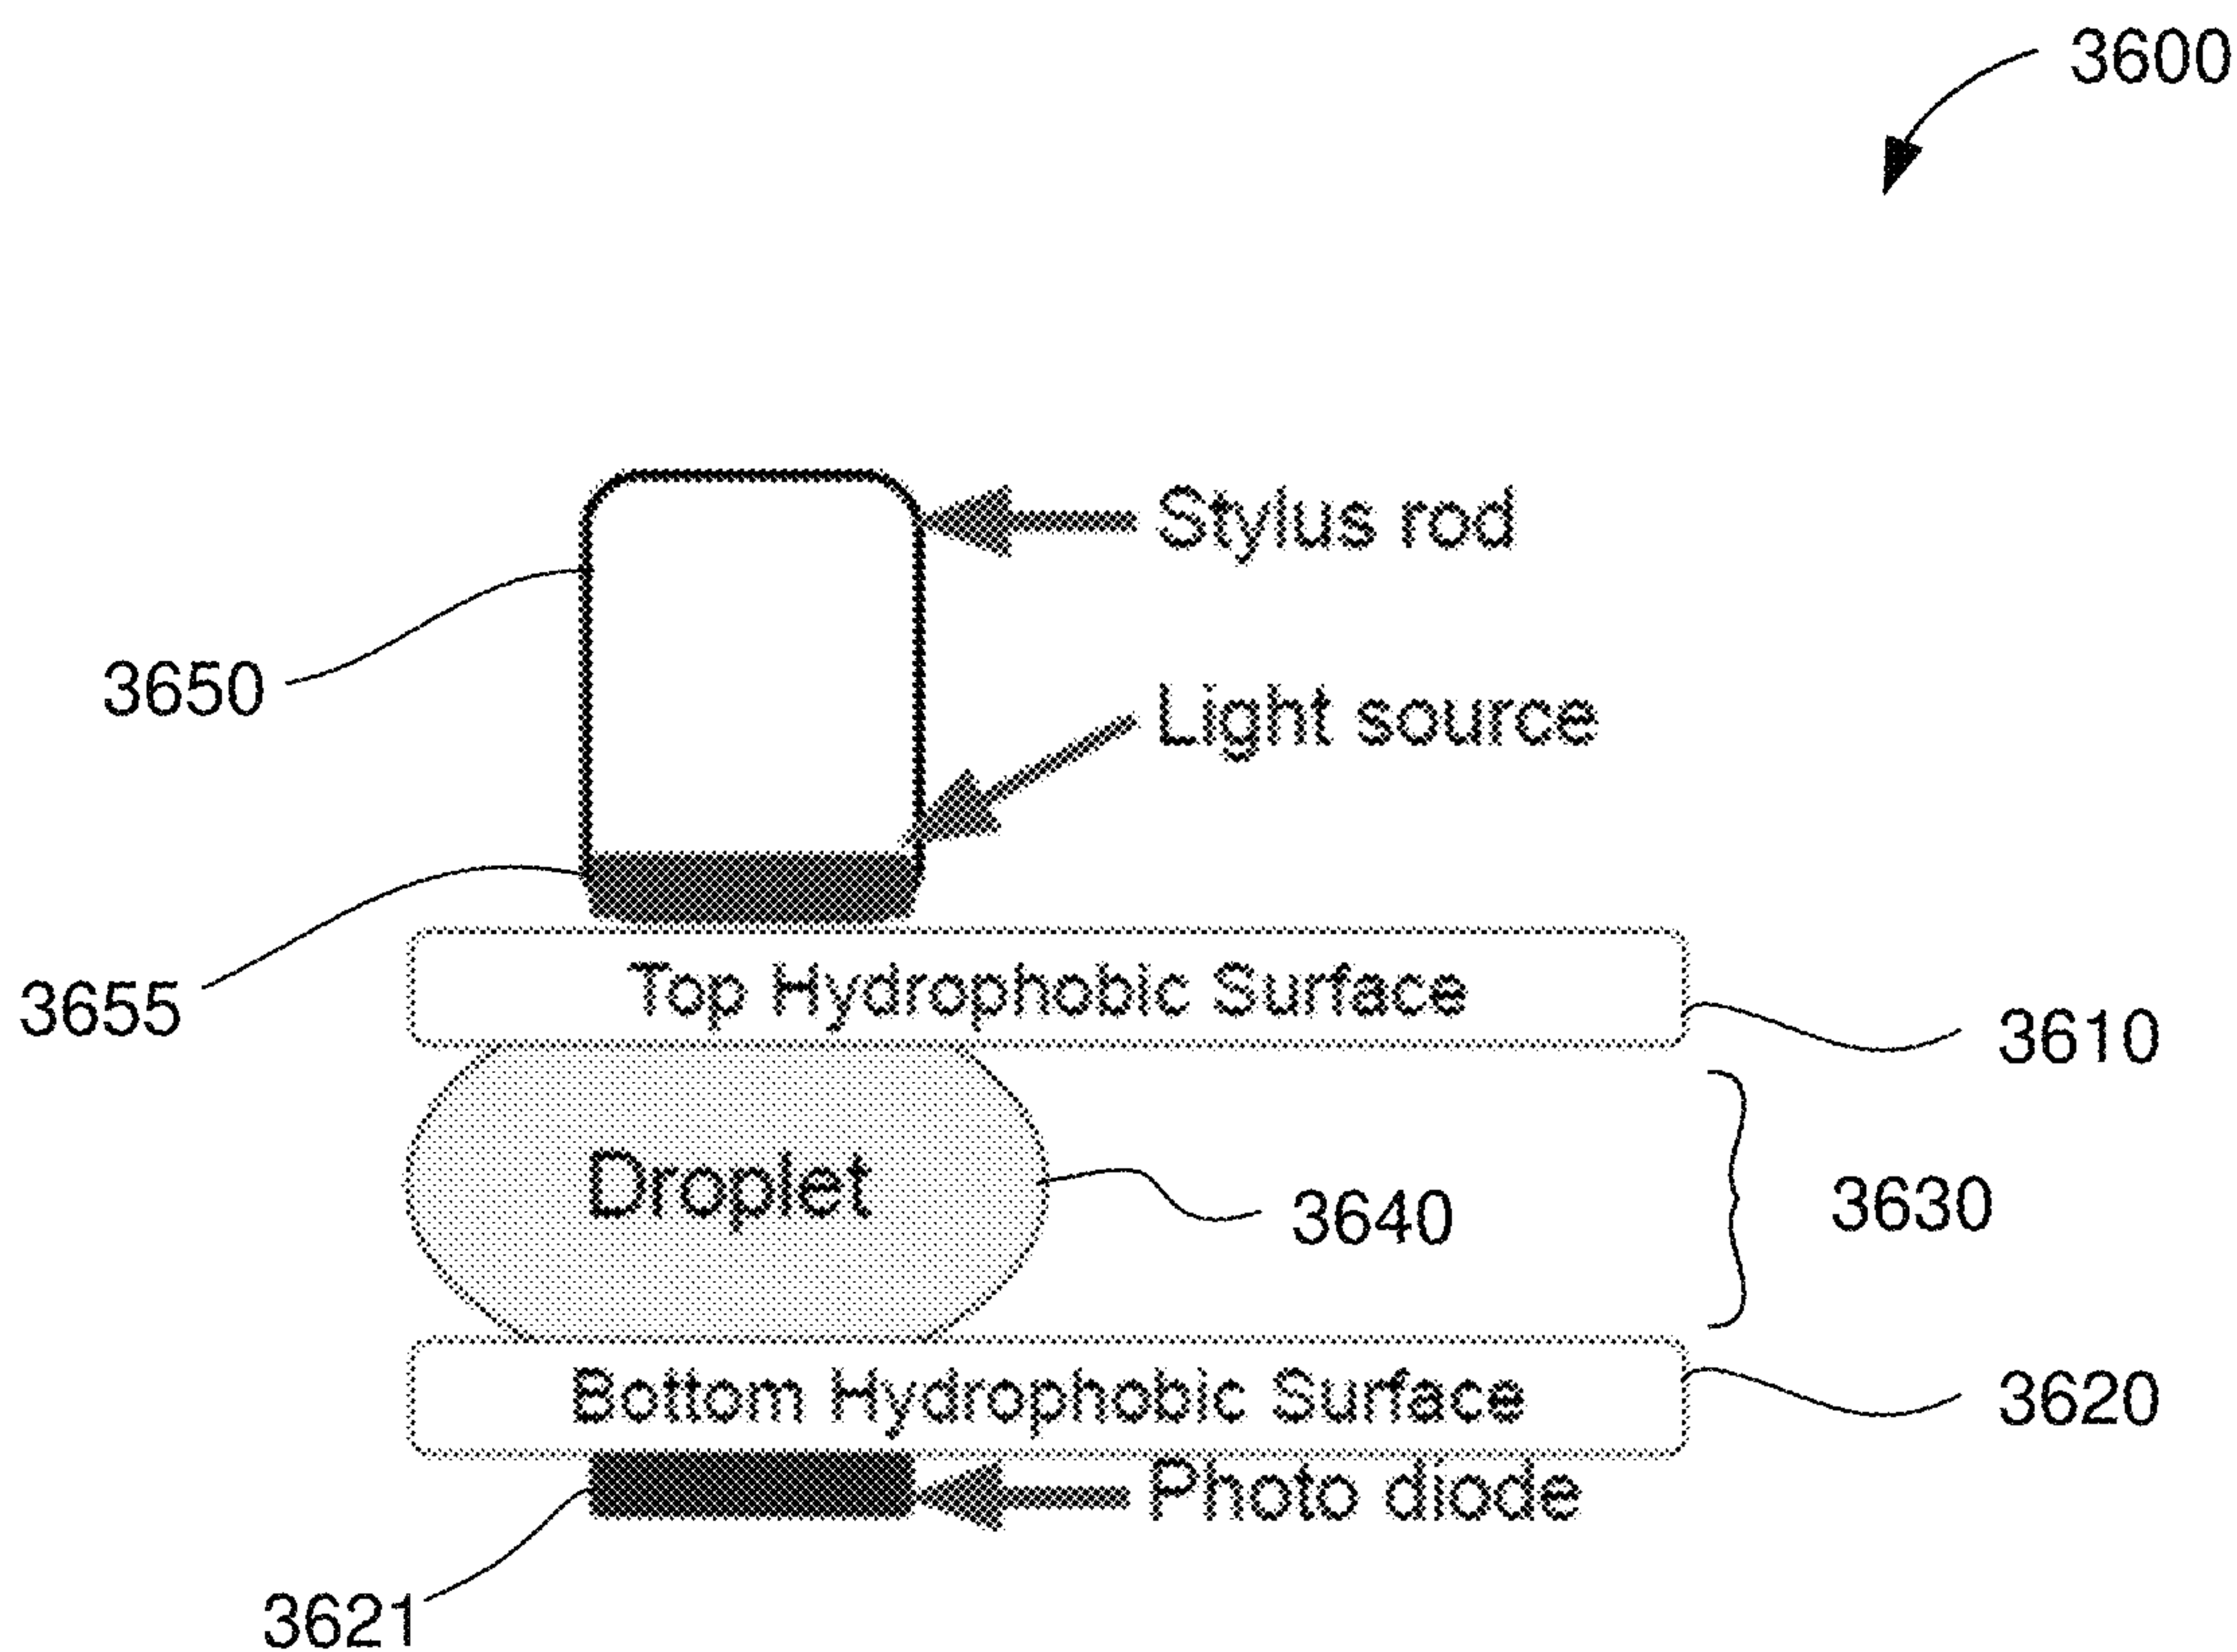 3600
Stylus rod
3650
Light source
3655
Top Hydrophobic Surface
3610
Droplet
3640
3630
Bottom Hydrophobic Surface
3620
Photo diode
3621